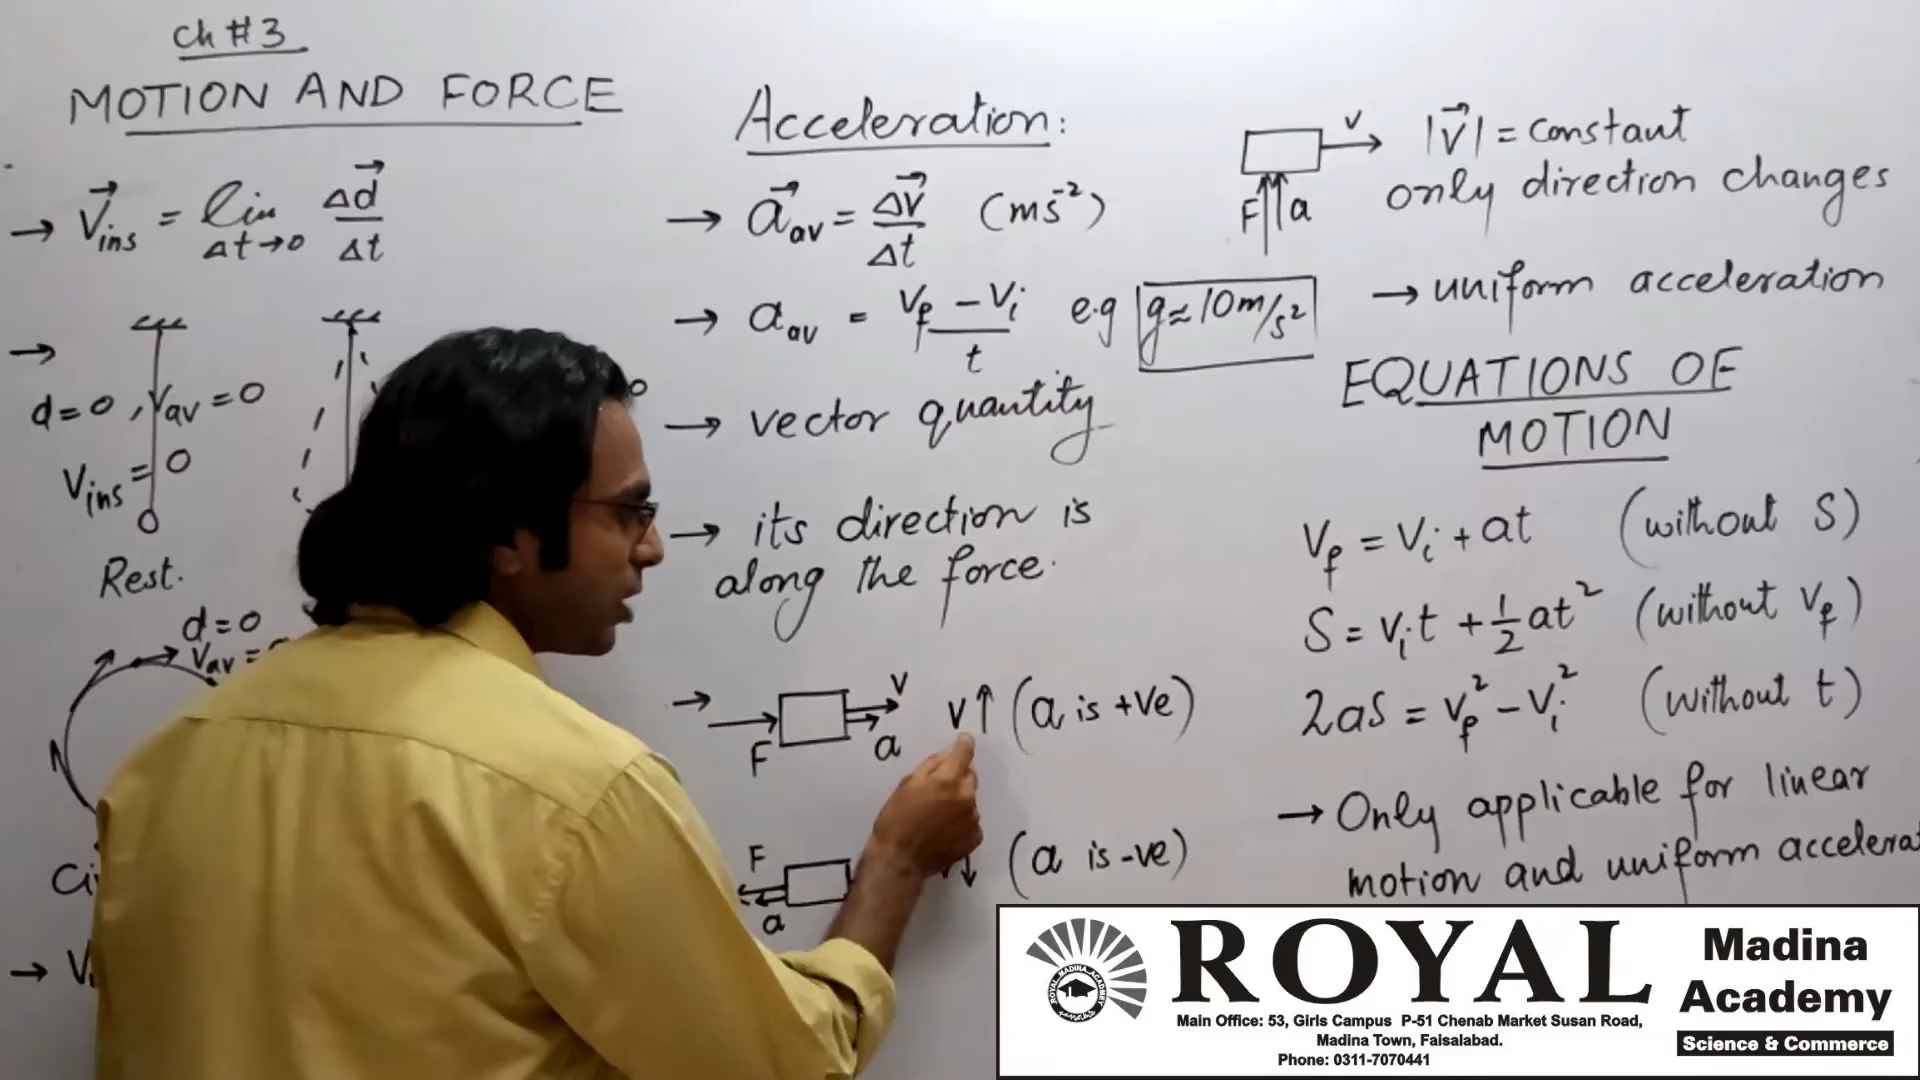 Ch # 3
MOTION AND FORCE
→ V⃗ins = lim Δd⃗
Δt→0 Δt
→
d=0, Vav=0
Vins=0
Rest.
d=0
Vav=
→ V
Acceleration:
→ a⃗av = Δv⃗ (ms⁻²)
Δt
→ aav = Vf - Vi e.g g≈10m/s²
t
→ vector quantity
→ its direction is
along the force.
→ F V a V↑ (a is +ve)
F a ↓ (a is -ve)
V |V⃗| = constant
F a only direction changes
→ uniform acceleration
EQUATIONS OF
MOTION
Vf = Vi + at (without S)
S = Vit + ½at² (without Vf)
2aS = Vf² - Vi² (without t)
→ Only applicable for linear
motion and uniform accelerat
ROYAL
Madina
Academy
Science & Commerce
Main Office: 53, Girls Campus P-51 Chenab Market Susan Road,
Madina Town, Faisalabad.
Phone: 0311-7070441